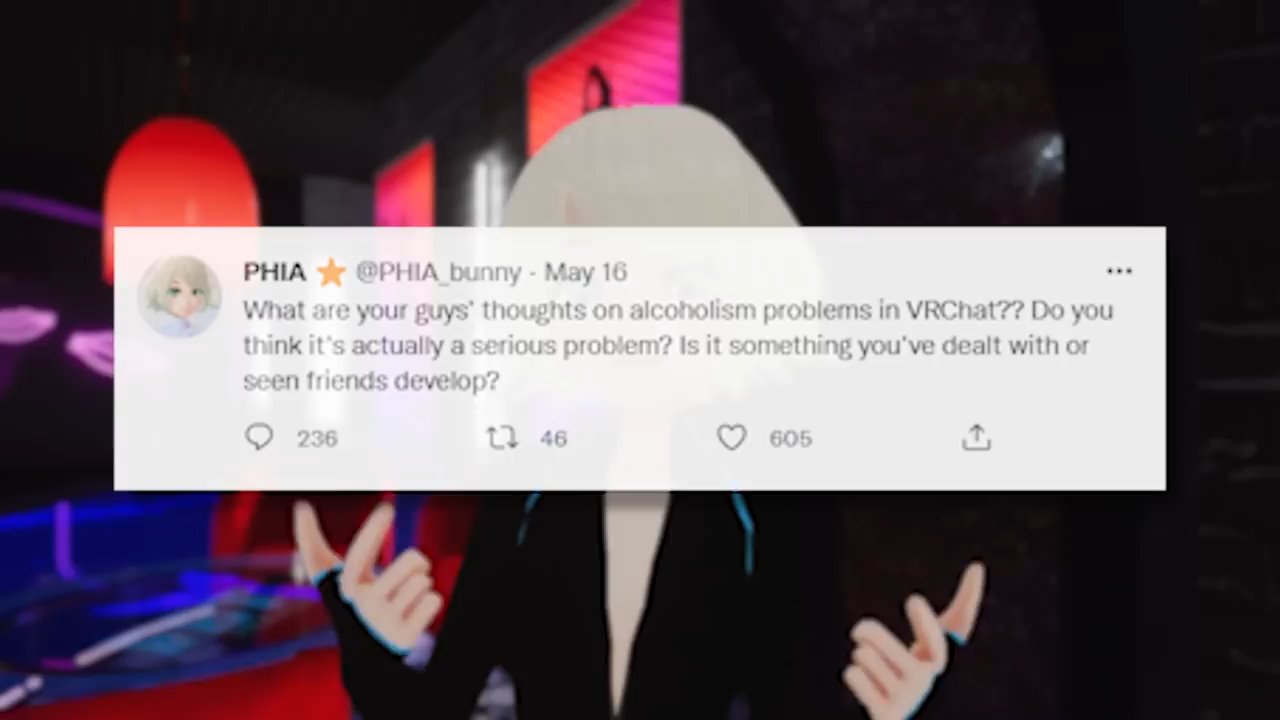 PHIA ⭐ @PHIA_bunny · May 16
What are your guys' thoughts on alcoholism problems in VRChat?? Do you
think it's actually a serious problem? Is it something you've dealt with or
seen friends develop?
236 46 605